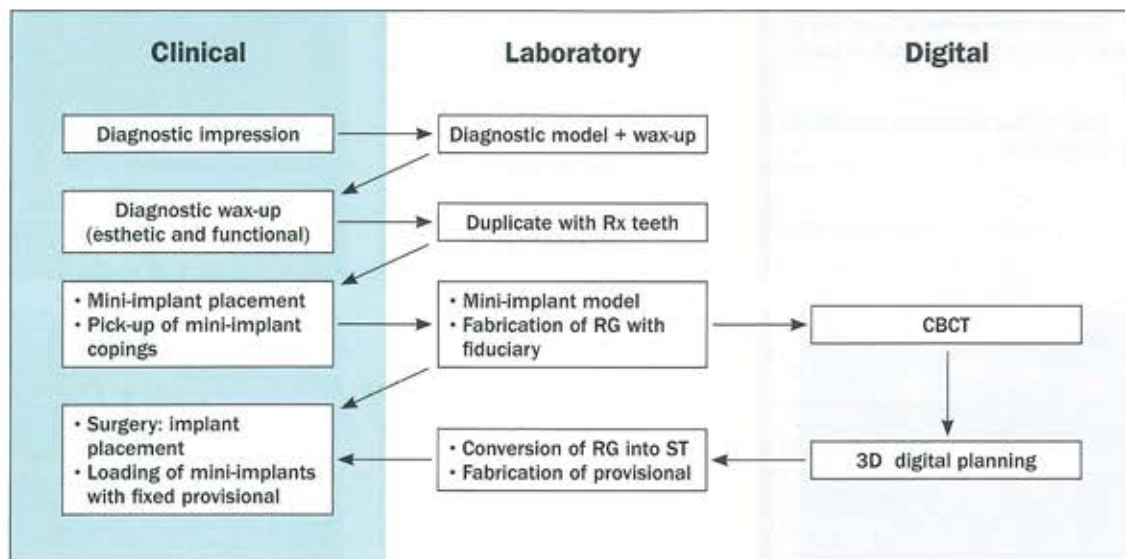 Clinical
Laboratory
Digital
Diagnostic impression
Diagnostic model + wax-up
Diagnostic wax-up
(esthetic and functional)
Duplicate with Rx teeth
• Mini-implant placement
• Pick-up of mini-implant
copings
• Mini-implant model
• Fabrication of RG with
fiduciary
CBCT
• Surgery: implant
placement
• Loading of mini-implants
with fixed provisional
• Conversion of RG into ST
• Fabrication of provisional
3D digital planning